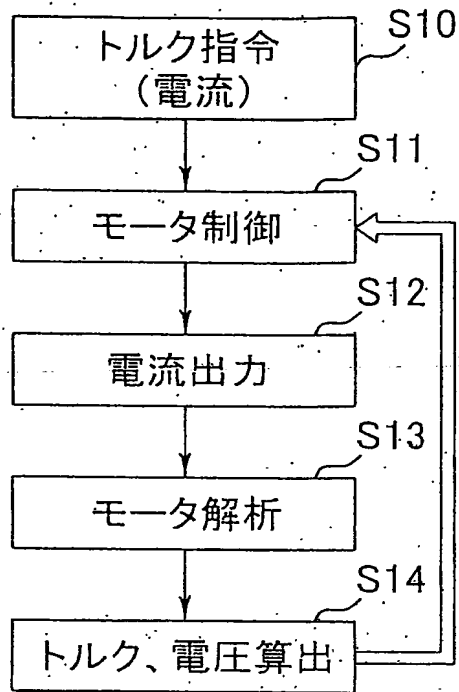 S10
トルク指令
(電流)
S11
モータ制御
S12
電流出力
S13
モータ解析
S14
トルク、電圧算出